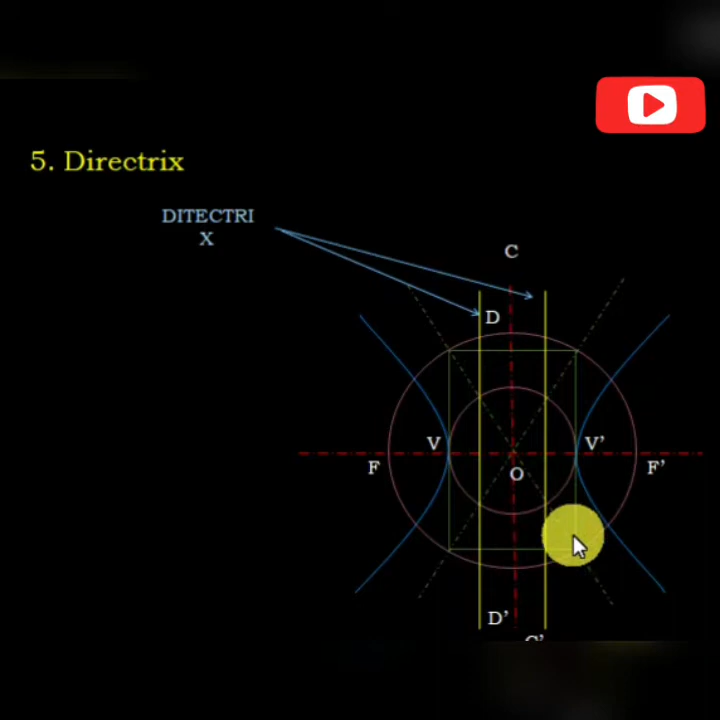 5. Directrix
DITECTRI
X
C
D
V
V'
F
O
F'
D'
C'